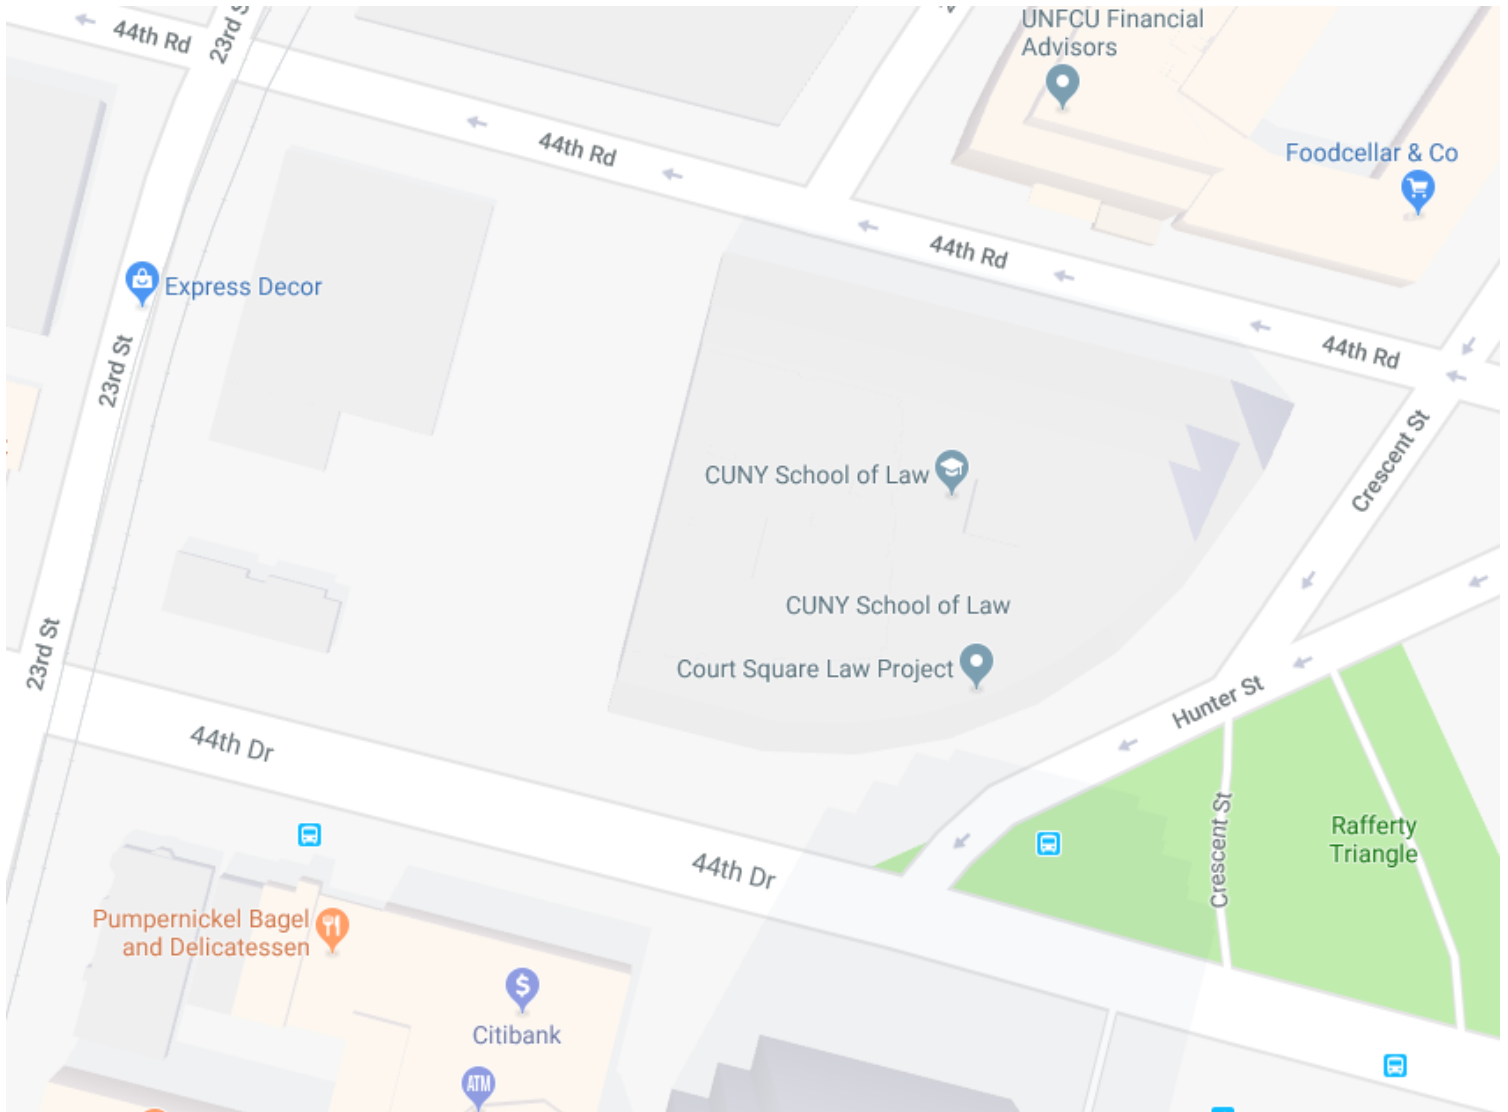 UNFCU Financial
Advisors
44th Rd
23rd S
44th Rd
Foodcellar & Co
44th Rd
Express Decor
44th Rd
23rd St
Crescent St
CUNY School of Law
CUNY School of Law
23rd St
Court Square Law Project
Hunter St
44th Dr
Crescent St
Rafferty
Triangle
44th Dr
Pumpernickel Bagel
and Delicatessen
$
Citibank
ATM